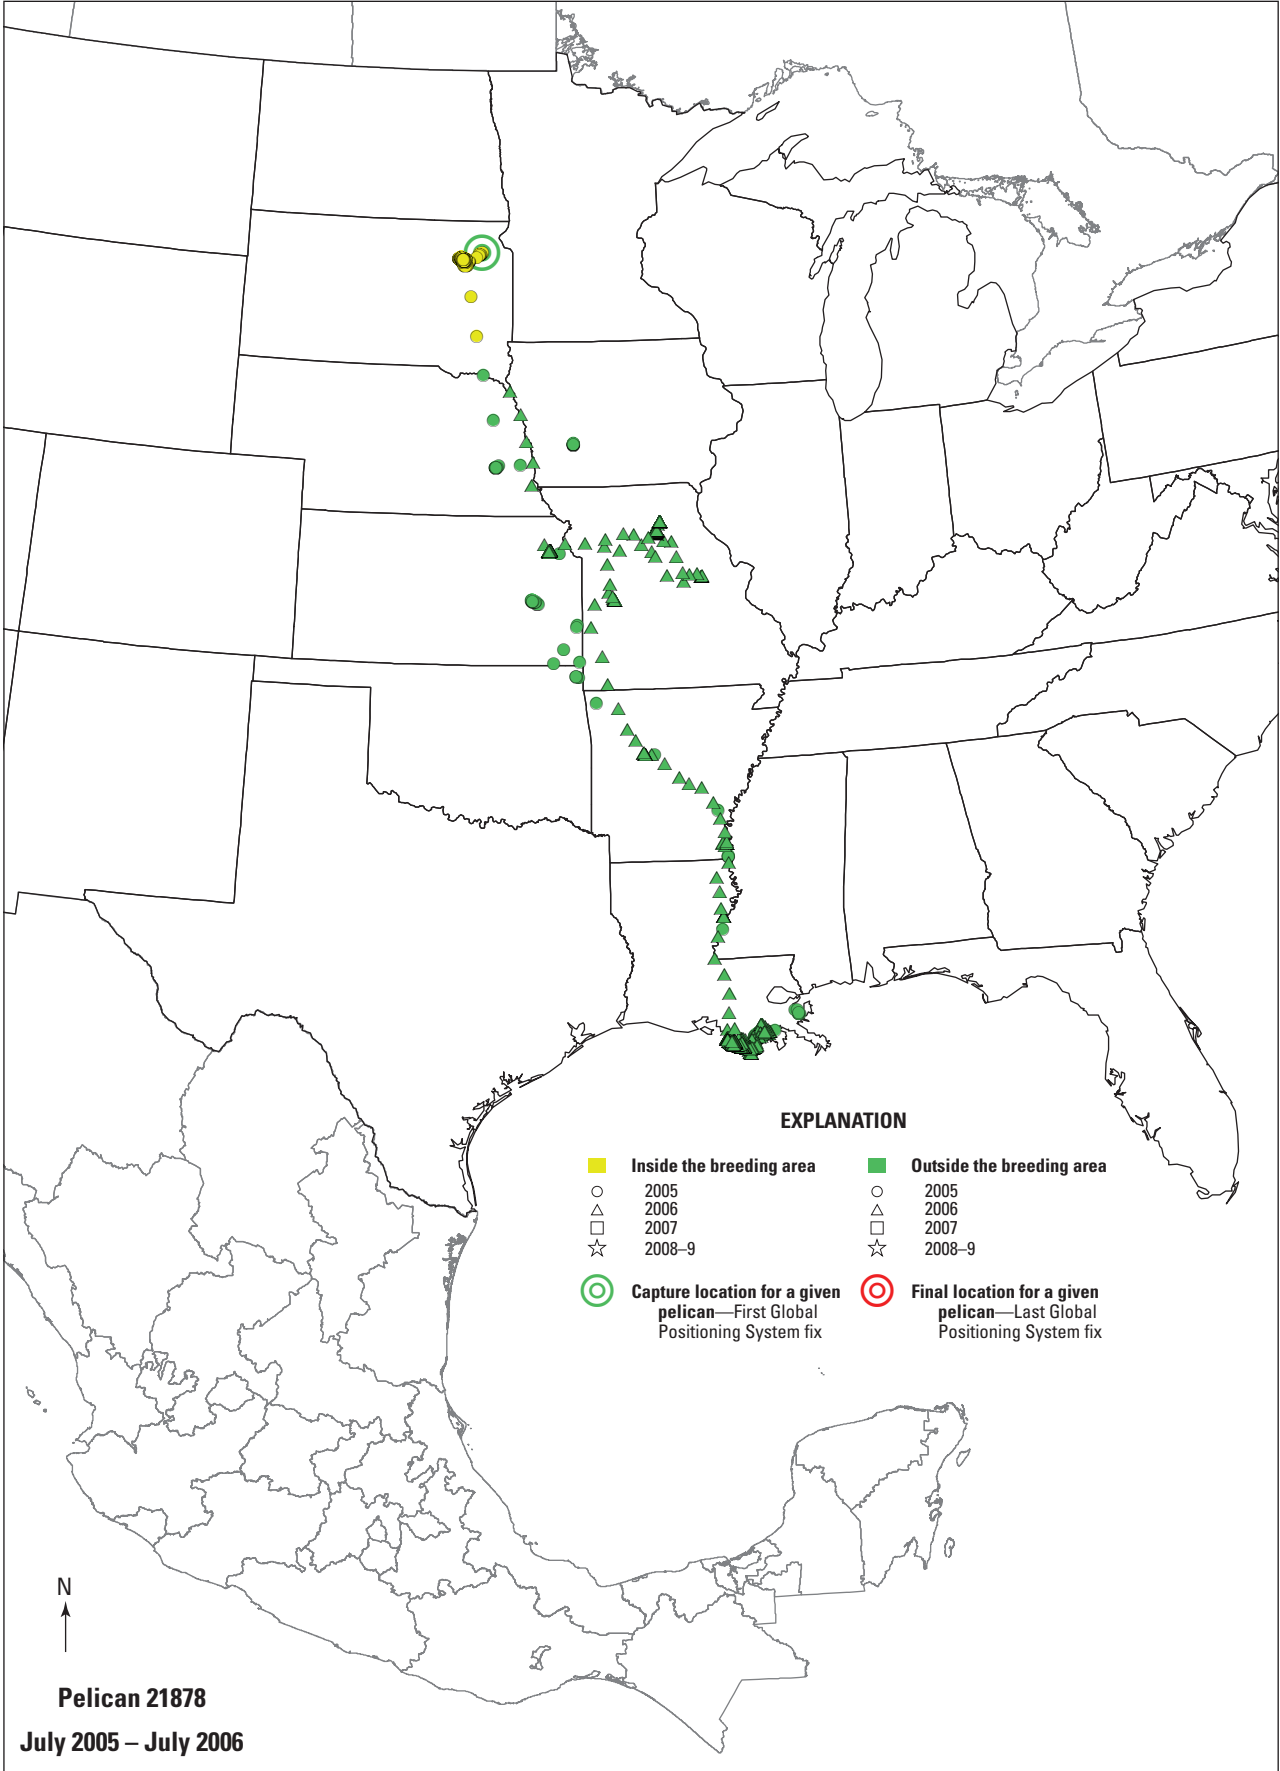 EXPLANATION
Inside the breeding area
2005
2006
2007
2008–9
Outside the breeding area
2005
2006
2007
2008–9
Capture location for a given
pelican—First Global
Positioning System fix
Final location for a given
pelican—Last Global
Positioning System fix
N
Pelican 21878
July 2005 – July 2006